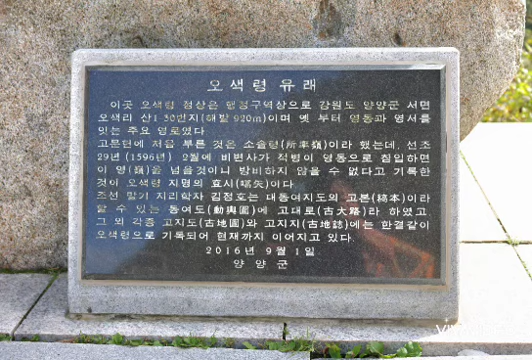 오색령유래
이곳 오색령 정상은 행정구역상으로 강원도 양양군 서면
오색리 산1-30번지(해발 920m)이며 옛 부터 영동과 영서를
잇는 주요 영로였다.
고문헌에 처음 부른 것은 소솔령(所率嶺)이라 했는데, 선조
29년(1596년) 2월에 비변사가 적병이 영동으로 침입하면
이 영(嶺)을 넘을것이니 방비하지 않을 수 없다고 기록한
것이 오색령 지명의 효시(嚆矢)이다.
조선 말기 지리학자 김정호는 대동여지도의 고본(稿本)이라
할 수 있는 동여도(動輿圖)에 고대로(古大路)라 하였고,
그 외 각종 고지도(古地圖)와 고지지(古地誌)에는 한결같이
오색령으로 기록되어 현재까지 이어지고 있다.
2016년 9월 1일
양양군